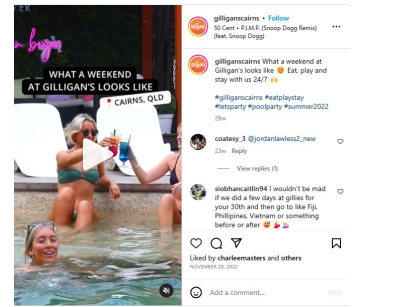 n begin
WHAT A WEEKEND
AT GILLIGAN'S LOOKS LIKE
CAIRNS, QLD
gilliganscairns • Follow
50 Cent • P.I.M.P. (Snoop Dogg Remix)
(feat. Snoop Dogg)
gilliganscairns What a weekend at
Gilligan's looks like 😍 Eat, play and
stay with us 24/7 🙌
#gilliganscairns #eatplaystay
#letsparty #poolparty #summer2022
26w
coatesy_3 @jordanlawless2_new
23w Reply
View replies (1)
siobhancaitlin94 I wouldn't be mad
if we did a few days at gillies for
your 30th and then go to like Fiji,
Phillipines, Vietnam or something
before or after
Liked by charleemasters and others
NOVEMBER 20, 2022
Add a comment...
Post